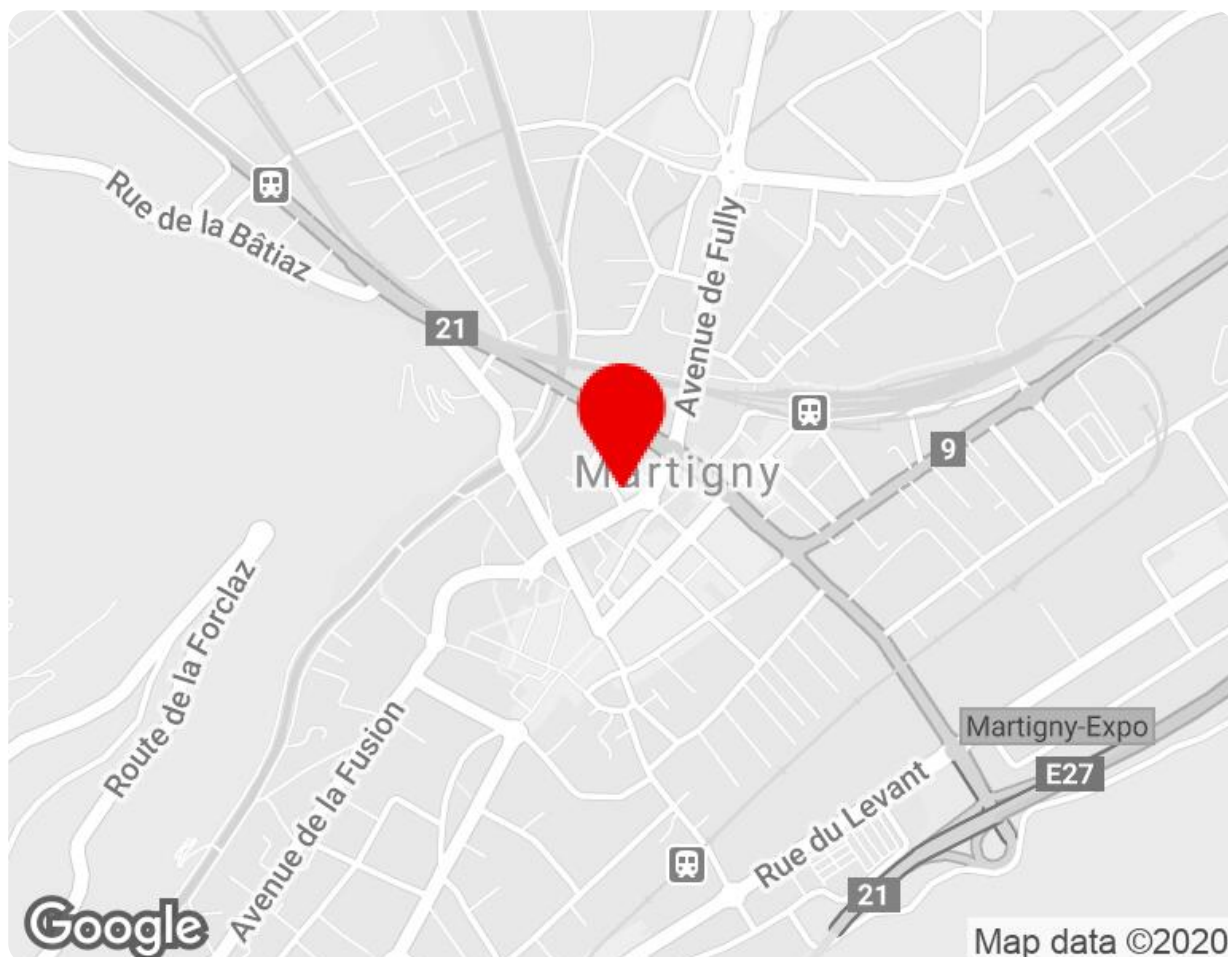 Rue de la Bâtiaz
21
Avenue de Fully
Martigny
9
Route de la Forclaz
Avenue de la Fusion
Martigny-Expo
E27
Rue du Levant
21
Google
Map data ©2020